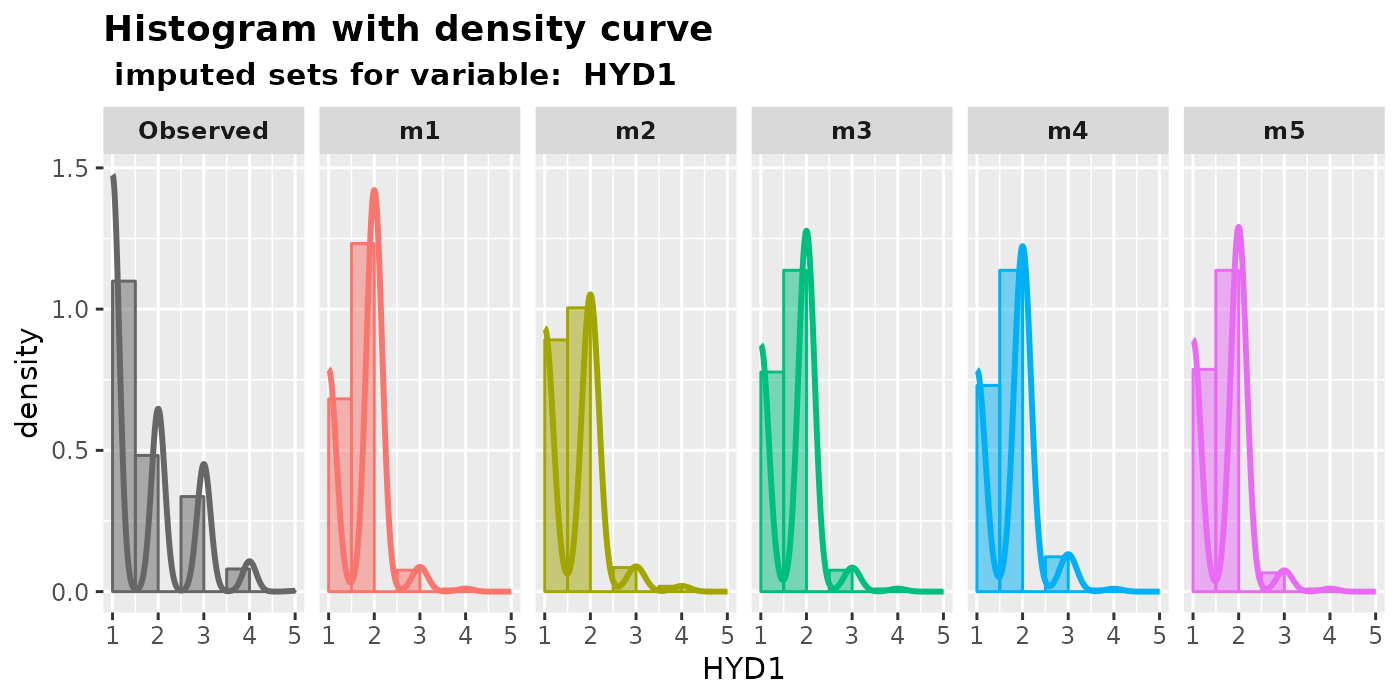 Histogram with density curve
imputed sets for variable:  HYD1
Observed m1 m2 m3 m4 m5
density
1.5
1.0
0.5
0.0
1 2 3 4 5 1 2 3 4 5 1 2 3 4 5 1 2 3 4 5 1 2 3 4 5 1 2 3 4 5
HYD1